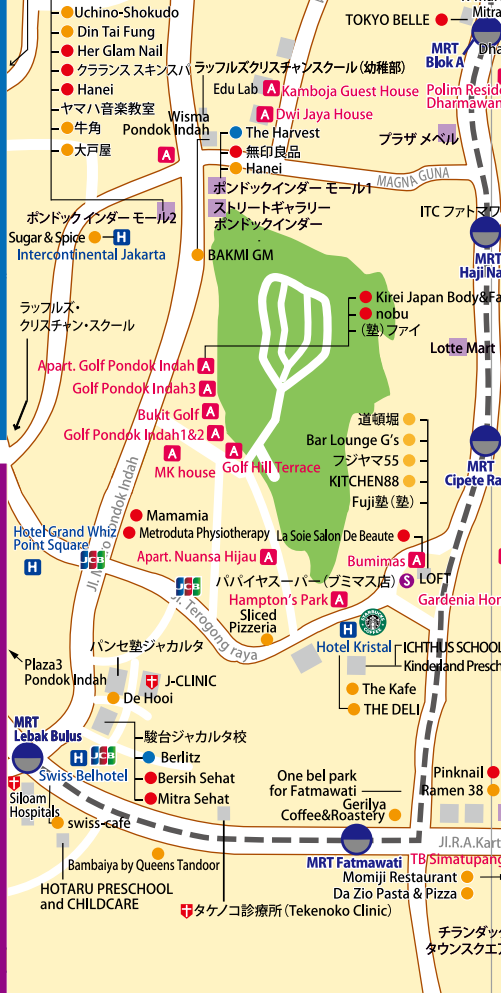 Uchino-Shokudo
Din Tai Fung
Her Glam Nail
クラランス スキンスパ
Hanei
ヤマハ音楽教室
牛角
大戸屋
TOKYO BELLE
Mitra
MRT
Blok A
Dha
ラッフルズクリスチャンスクール（幼稚部）
Edu Lab
A Kamboja Guest House
A Dwi Jaya House
Polim Reside
Dharmawan
Wisma
Pondok Indah
The Harvest
無印良品
Hanei
プラザ メベル
A
MAGNA GUNA
ポンドックインダー モール1
ストリートギャラリー
ポンドックインダー
ポンドック インダー モール2
ITC ファトマワ
Sugar & Spice
H
Intercontinental Jakarta
BAKMI GM
MRT
Haji Na
ラッフルズ・
クリスチャン・スクール
Kirei Japan Body&Fa
nobu
（塾）ファイ
Lotte Mart
Apart. Golf Pondok Indah A
Golf Pondok Indah3 A
Bukit Golf A
Golf Pondok Indah1&2 A
A
MK house
A
Golf Hill Terrace
道頓堀
Bar Lounge G's
フジヤマ55
KITCHEN88
Fuji塾（塾）
MRT
Cipete Ra
Jl. M
Pondok Indah
Mamamia
Metroduta Physiotherapy
La Soie Salon De Beaute
Hotel Grand Whiz
Point Square
H
JCB
Apart. Nuansa Hijau A
Bumimas A
JCB
パパイヤスーパー（ブミマス店） S LOFT
Hampton's Park A
Gardenia Hom
Jl. Terogong raya
Sliced
Pizzeria
STARBUCKS COFFEE
H
Hotel Kristal
ICHTHUS SCHOOL
Kinderland Presch
パンセ塾ジャカルタ
Plaza3
Pondok Indah
J-CLINIC
De Hooi
The Kafe
THE DELI
MRT
Lebak Bulus
駿台ジャカルタ校
Berlitz
Bersih Sehat
Mitra Sehat
H JCB
Swiss Belhotel
Siloam
Hospitals
swiss-cafe
One bel park
for Fatmawati
Gerilya
Coffee&Roastery
Pinknail
Ramen 38
Jl.R.A.Kart
MRT Fatmawati
TB Simatupang
Bambaiya by Queens Tandoor
HOTARU PRESCHOOL
and CHILDCARE
Momiji Restaurant
Da Zio Pasta & Pizza
タケノコ診療所（Tekenoko Clinic）
チランダッ
タウンスクエア